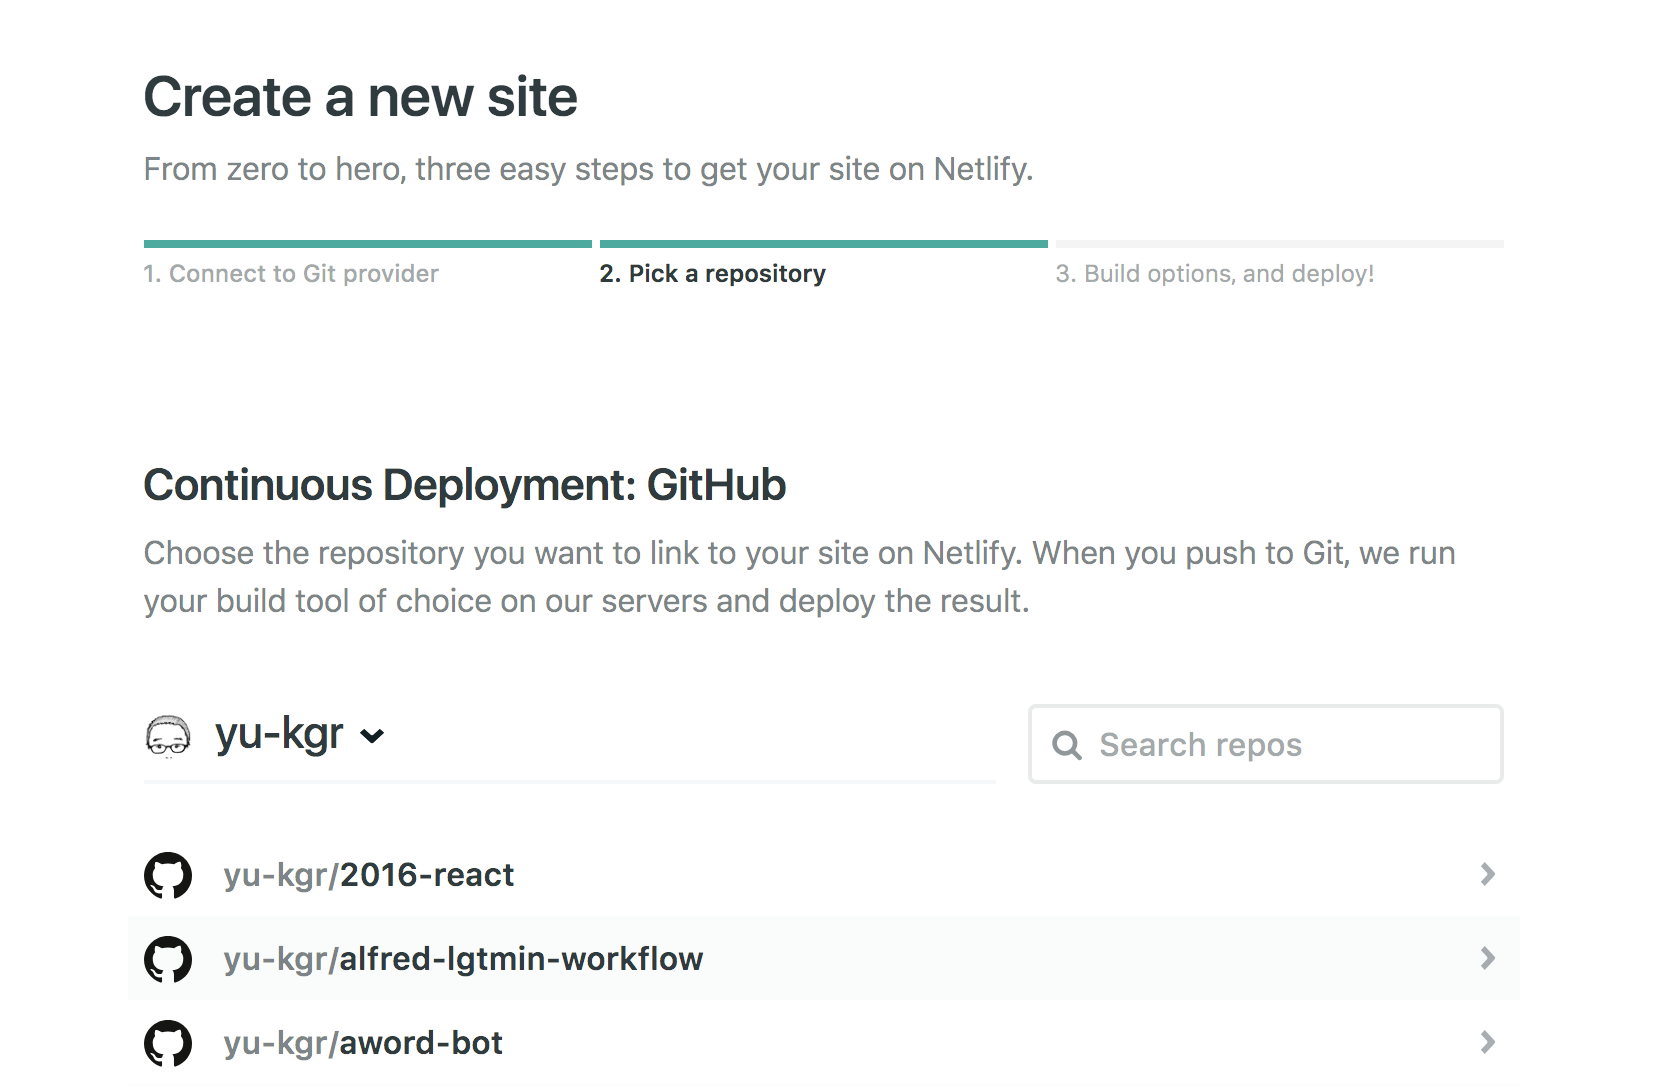 Create a new site
From zero to hero, three easy steps to get your site on Netlify.
1. Connect to Git provider
2. Pick a repository
3. Build options, and deploy!
Continuous Deployment: GitHub
Choose the repository you want to link to your site on Netlify. When you push to Git, we run
your build tool of choice on our servers and deploy the result.
yu-kgr
Search repos
yu-kgr/2016-react
yu-kgr/alfred-lgtmin-workflow
yu-kgr/aword-bot